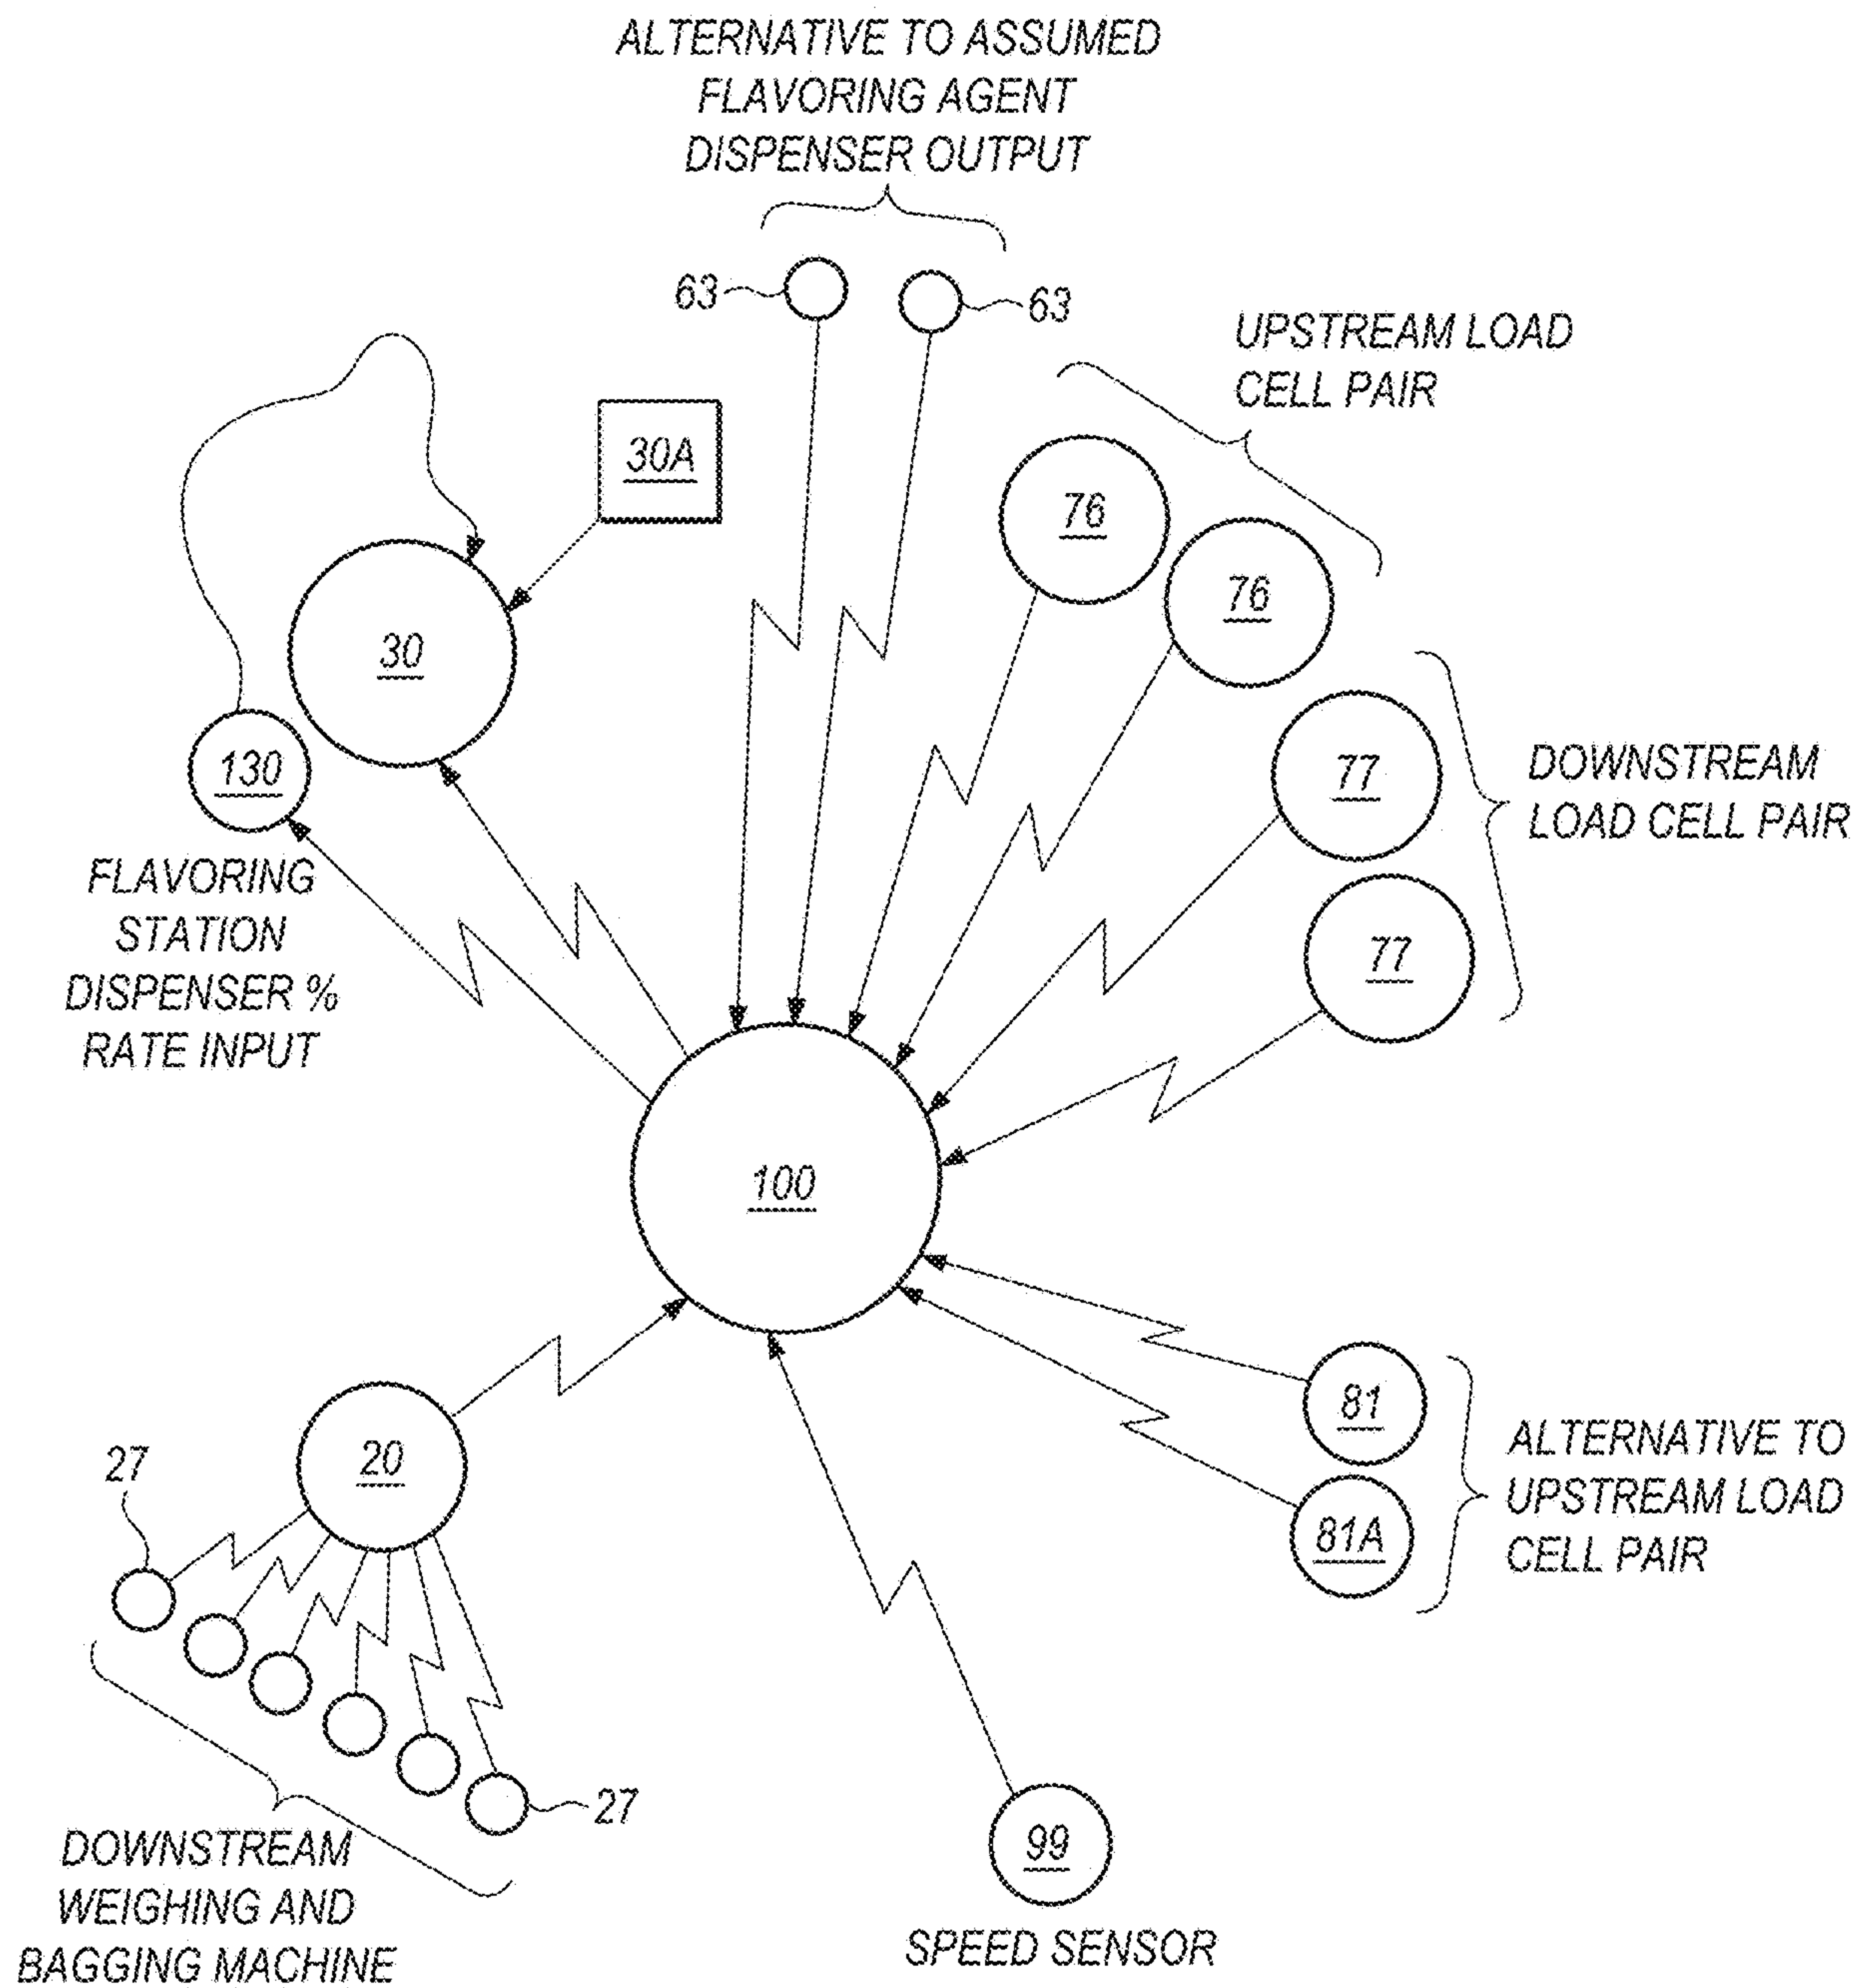 ALTERNATIVE TO ASSUMED
FLAVORING AGENT
DISPENSER OUTPUT
63
63
UPSTREAM LOAD
CELL PAIR
30A
76
76
30
130
77
DOWNSTREAM
LOAD CELL PAIR
77
FLAVORING
STATION
DISPENSER %
RATE INPUT
100
81
81A
ALTERNATIVE TO
UPSTREAM LOAD
CELL PAIR
20
27
27
DOWNSTREAM
WEIGHING AND
BAGGING MACHINE
99
SPEED SENSOR